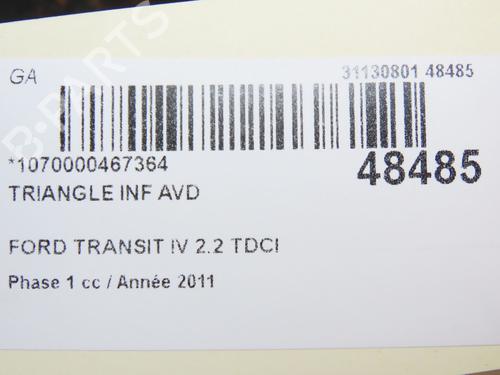 B-PARTS
GA
31130801 48485
*1070000467364
48485
TRIANGLE INF AVD
FORD TRANSIT IV 2.2 TDCI
Phase 1 cc / Année 2011